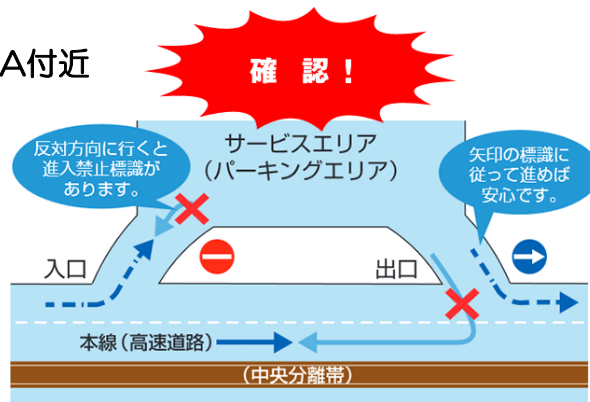 A付近
確 認！
サービスエリア
（パーキングエリア）
反対方向に行くと
進入禁止標識が
あります。
矢印の標識に
従って進めば
安心です。
入口
出口
本線（高速道路）
（中央分離帯）